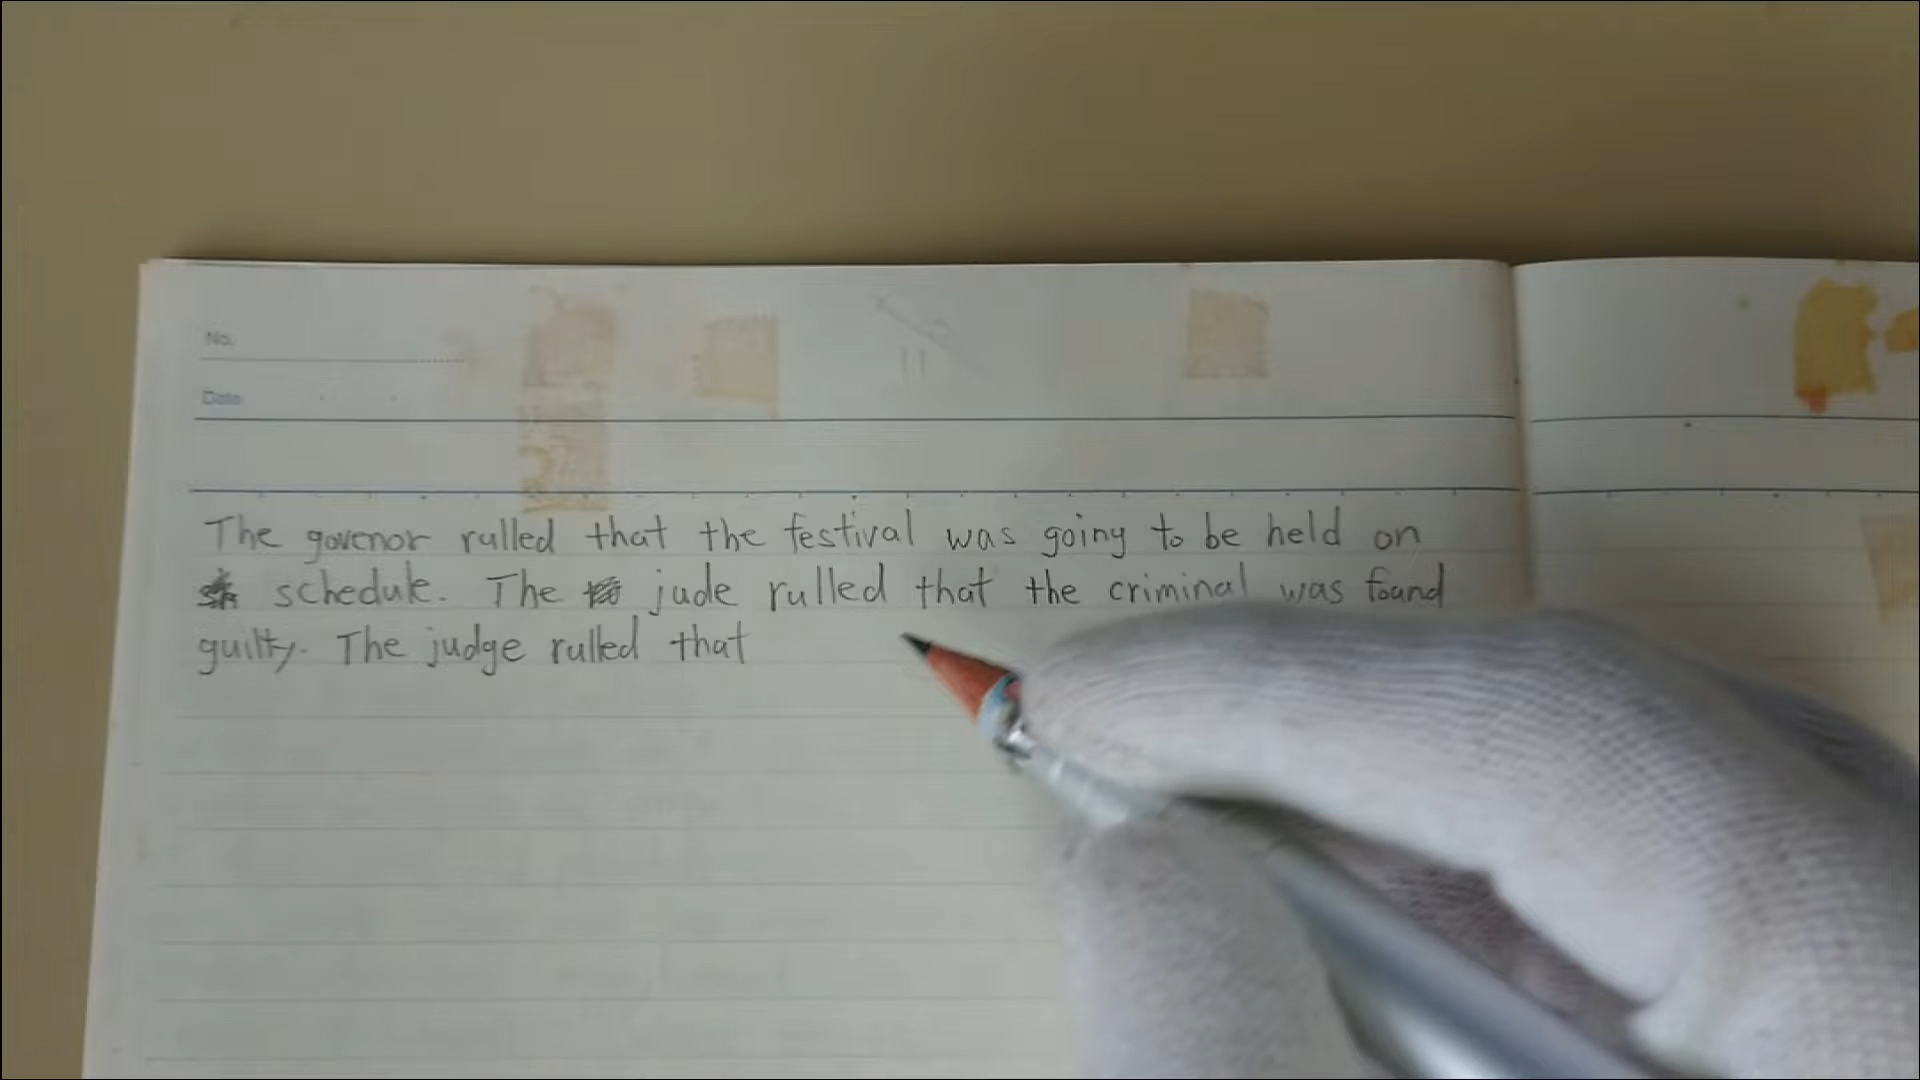 No.
Date
The govenor rulled that the festival was going to be held on
schedule. The jude rulled that the criminal was found
guilty. The judge rulled that